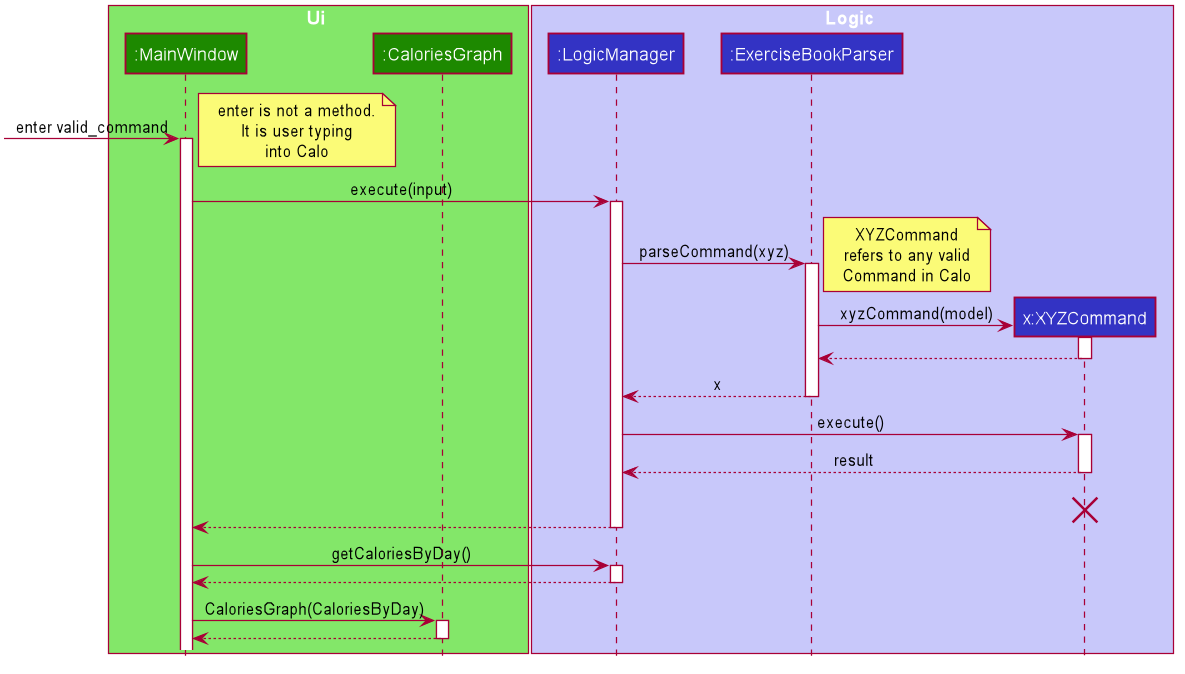 Ui
Logic
:MainWindow
:CaloriesGraph
:LogicManager
:ExerciseBookParser
enter is not a method.
It is user typing
into Calo
enter valid_command
execute(input)
XYZCommand
refers to any valid
Command in Calo
parseCommand(xyz)
xyzCommand(model)
x:XYZCommand
x
execute()
result
getCaloriesByDay()
CaloriesGraph(CaloriesByDay)